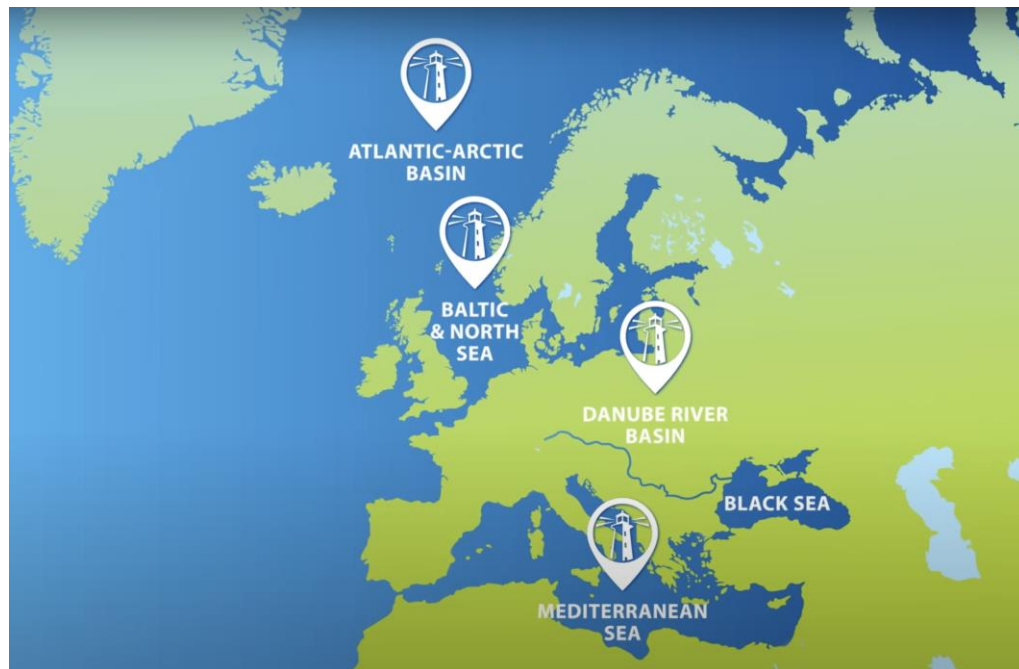 ATLANTIC-ARCTIC
BASIN
BALTIC
& NORTH
SEA
DANUBE RIVER
BASIN
BLACK SEA
MEDITERRANEAN
SEA